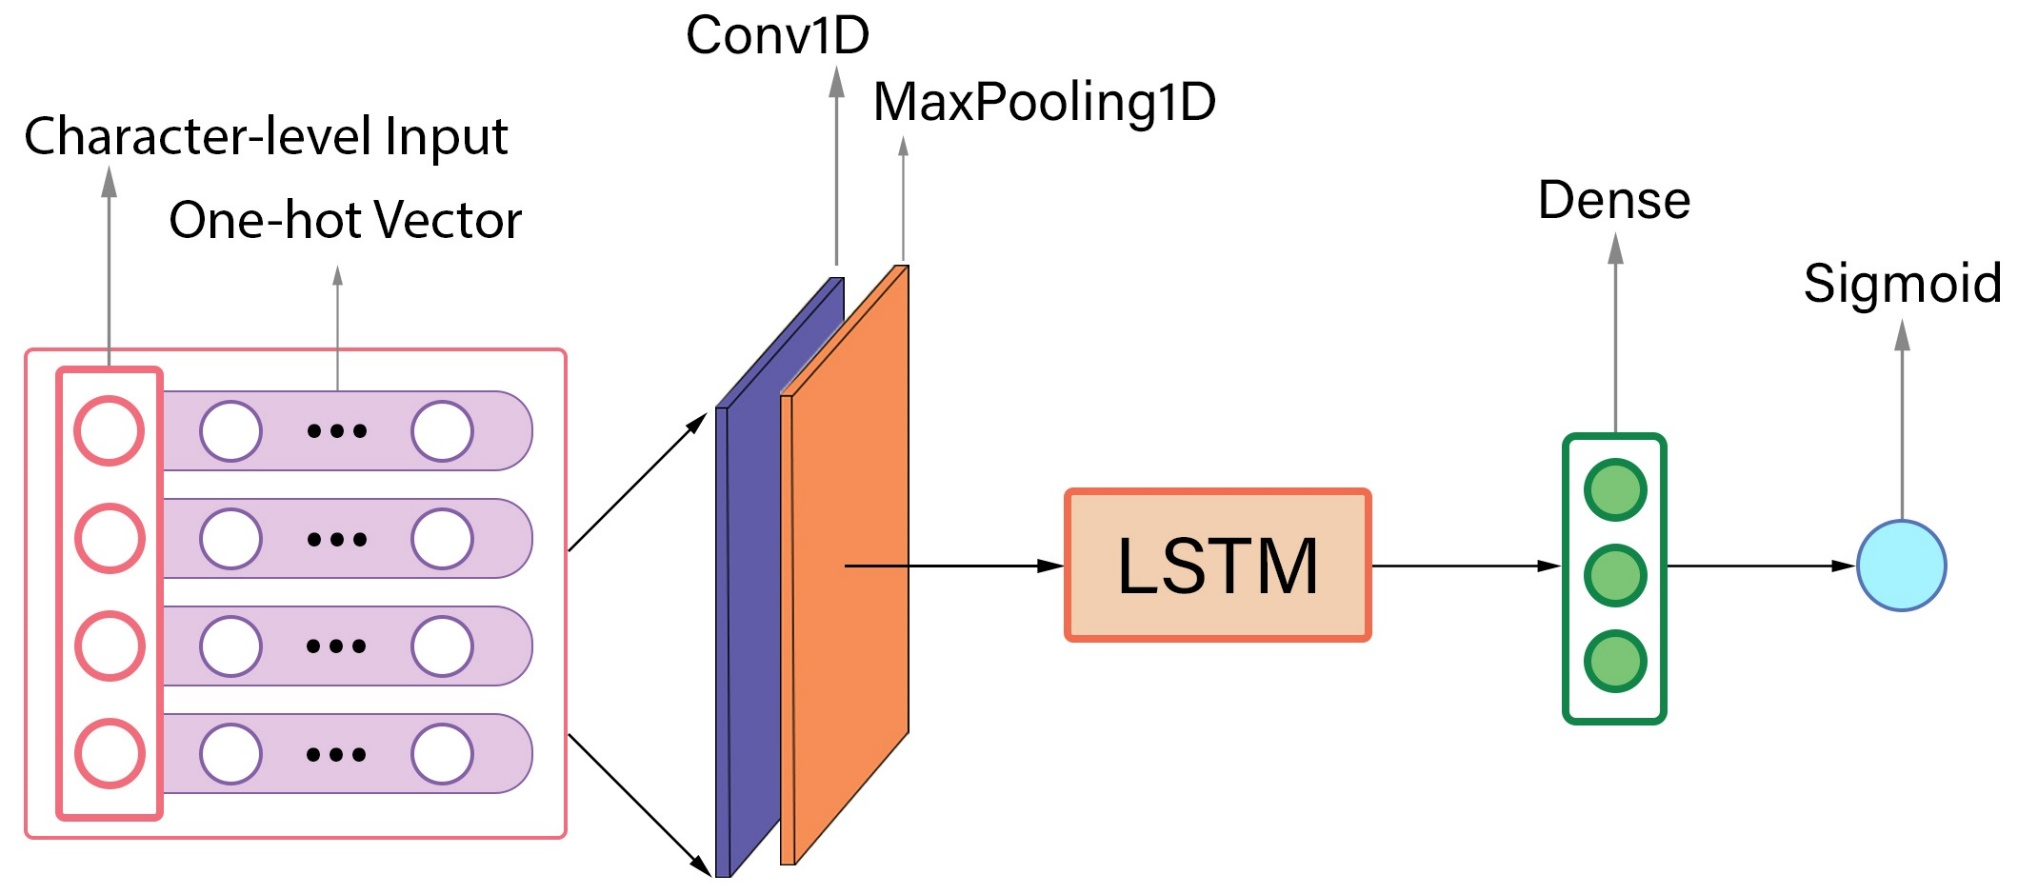 Conv1D
MaxPooling1D
Character-level Input
One-hot Vector
Dense
Sigmoid
LSTM